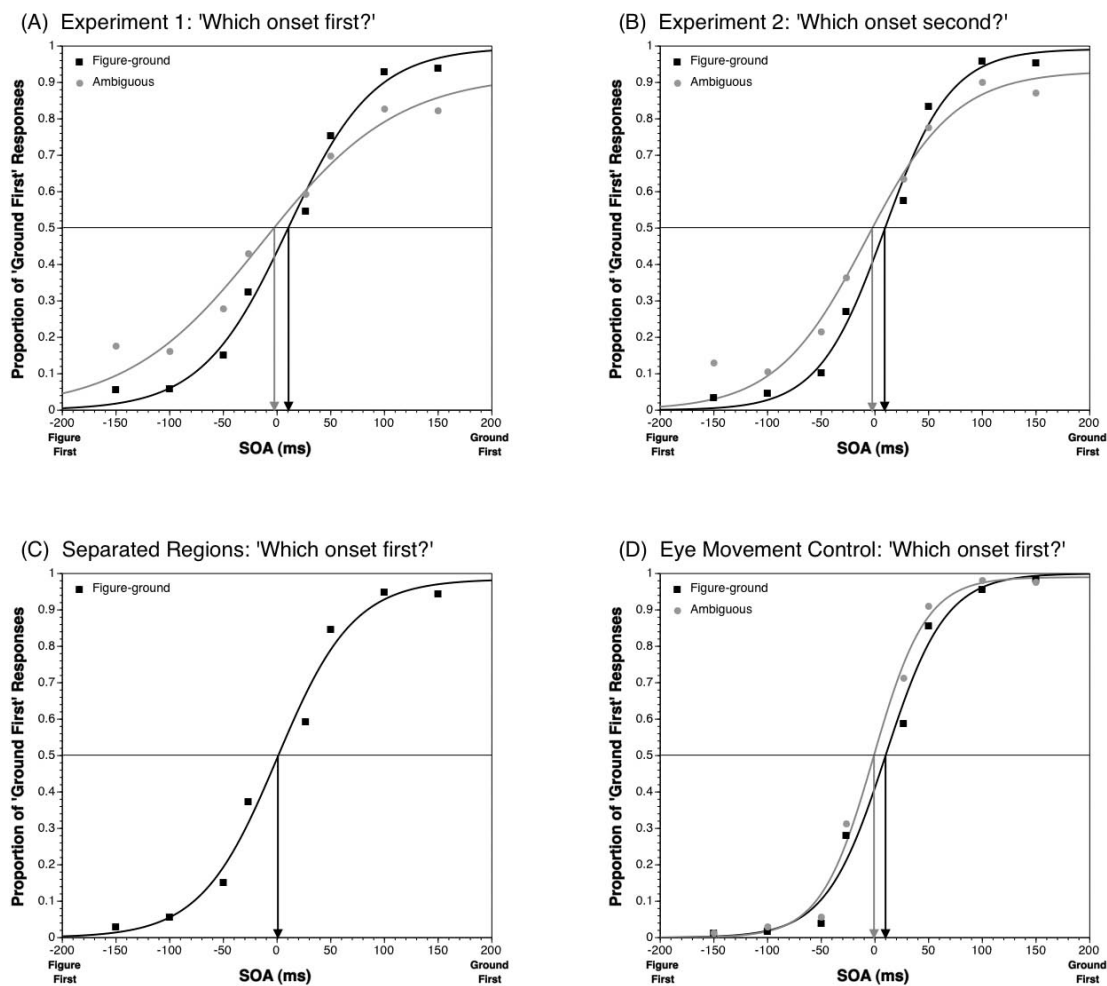 (A) Experiment 1: 'Which onset first?'
Proportion of 'Ground First' Responses
1
0.9
0.8
0.7
0.6
0.5
0.4
0.3
0.2
0.1
0
Figure-ground
Ambiguous
-200 -150 -100 -50 0 50 100 150 200
Figure First
SOA (ms)
Ground First
(B) Experiment 2: 'Which onset second?'
Proportion of 'Ground First' Responses
1
0.9
0.8
0.7
0.6
0.5
0.4
0.3
0.2
0.1
0
Figure-ground
Ambiguous
-200 -150 -100 -50 0 50 100 150 200
Figure First
SOA (ms)
Ground First
(C) Separated Regions: 'Which onset first?'
Proportion of 'Ground First' Responses
1
0.9
0.8
0.7
0.6
0.5
0.4
0.3
0.2
0.1
0
Figure-ground
-200 -150 -100 -50 0 50 100 150 200
Figure First
SOA (ms)
Ground First
(D) Eye Movement Control: 'Which onset first?'
Proportion of 'Ground First' Responses
1
0.9
0.8
0.7
0.6
0.5
0.4
0.3
0.2
0.1
0
Figure-ground
Ambiguous
-200 -150 -100 -50 0 50 100 150 200
Figure First
SOA (ms)
Ground First